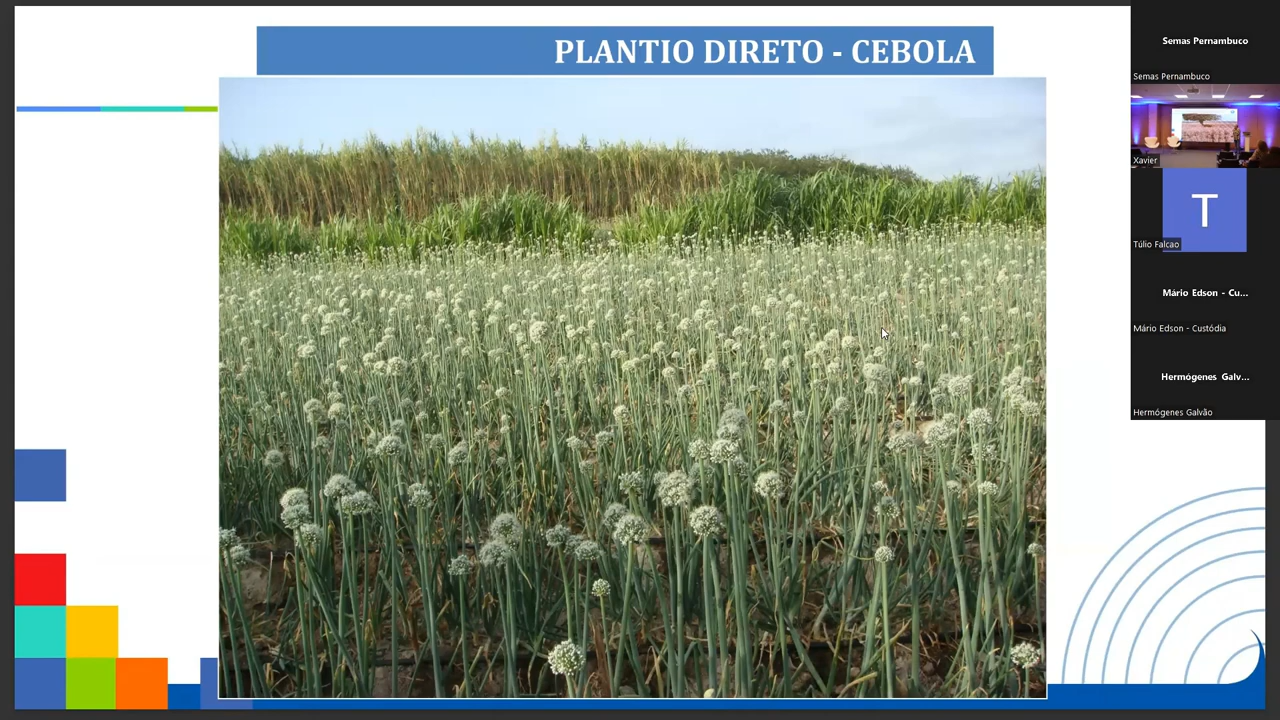 PLANTIO DIRETO - CEBOLA
Semas Pernambuco
Semas Pernambuco
Xavier
T
Túlio Falcao
Mário Edson - Cu...
Mário Edson - Custódia
Hermógenes Galv...
Hermógenes Galvão